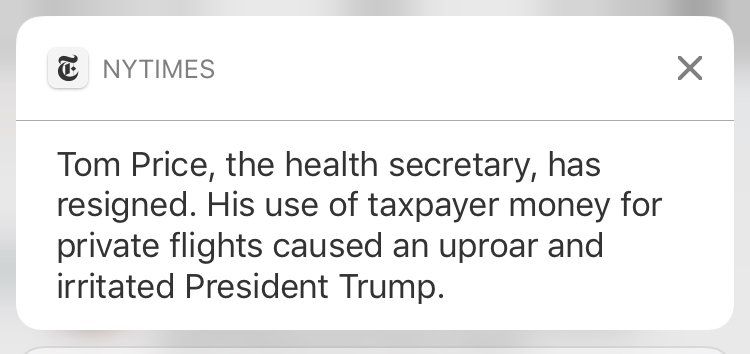 NYTIMES
Tom Price, the health secretary, has
resigned. His use of taxpayer money for
private flights caused an uproar and
irritated President Trump.